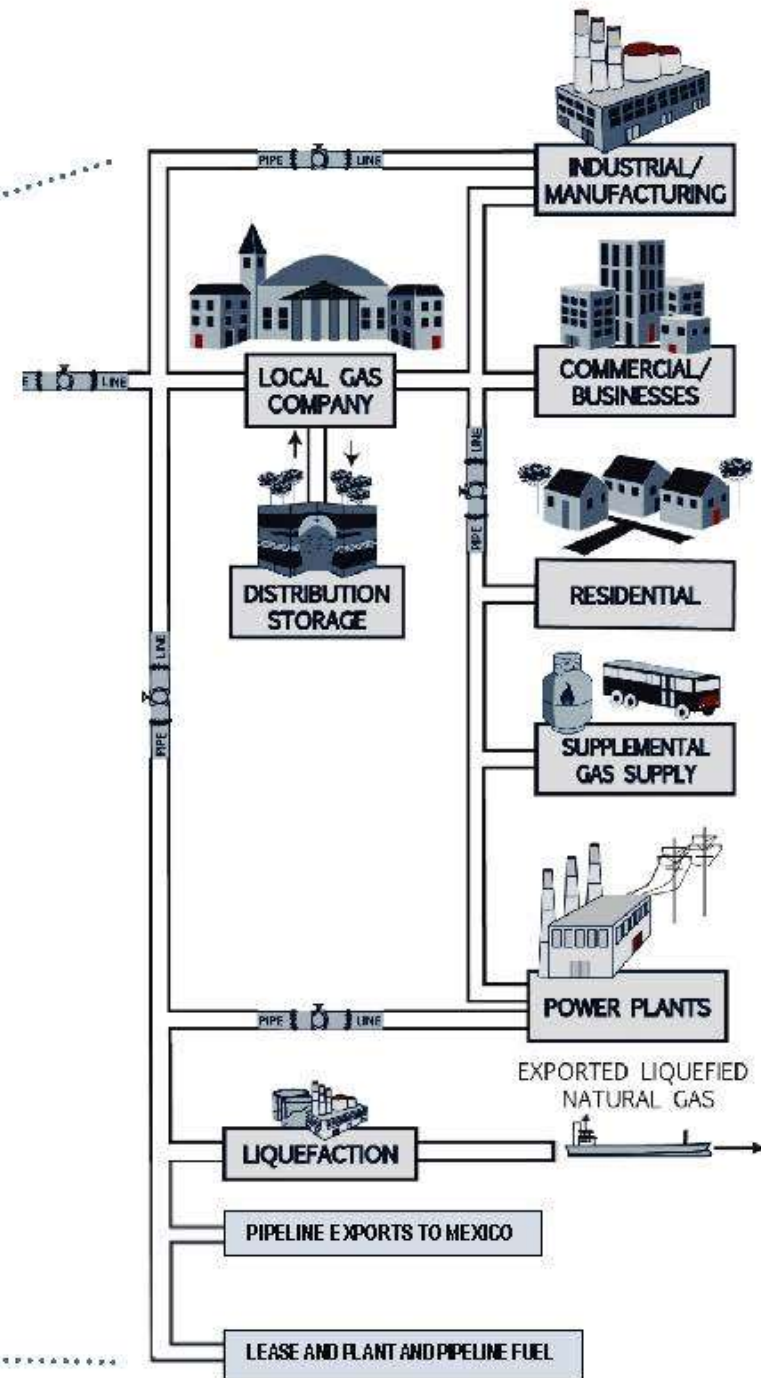 PIPE LINE
INDUSTRIAL/
MANUFACTURING
LINE
LOCAL GAS
COMPANY
COMMERCIAL/
BUSINESSES
LINE
PIPE
DISTRIBUTION
STORAGE
RESIDENTIAL
LINE
PIPE
SUPPLEMENTAL
GAS SUPPLY
POWER PLANTS
PIPE LINE
EXPORTED LIQUEFIED
NATURAL GAS
LIQUEFACTION
PIPELINE EXPORTS TO MEXICO
LEASE AND PLANT AND PIPELINE FUEL